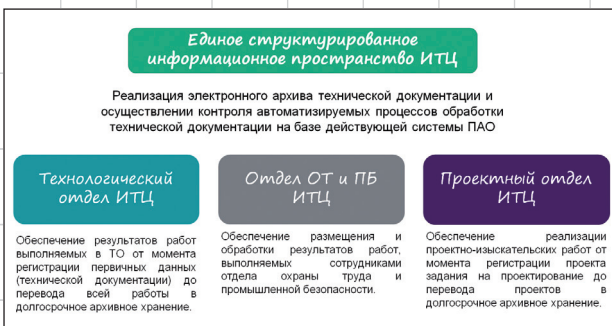 Единое структурированное
информационное пространство ИТЦ
Реализация электронного архива технической документации и
осуществлении контроля автоматизируемых процессов обработки
технической документации на базе действующей системы ПАО
Технологический
отдел ИТЦ
Обеспечение результатов работ
выполняемых в ТО от момента
регистрации первичных данных
(технической документации) до
перевода всей работы в
долгосрочное архивное хранение.
Отдел ОТ и ПБ
ИТЦ
Обеспечение размещения и
обработки результатов работ,
выполняемых сотрудниками
отдела охраны труда и
промышленной безопасности.
Проектный отдел
ИТЦ
Обеспечение реализации
проектно-изыскательских работ от
момента регистрации проекта
задания на проектирование до
перевода проектов в
долгосрочное архивное хранение.